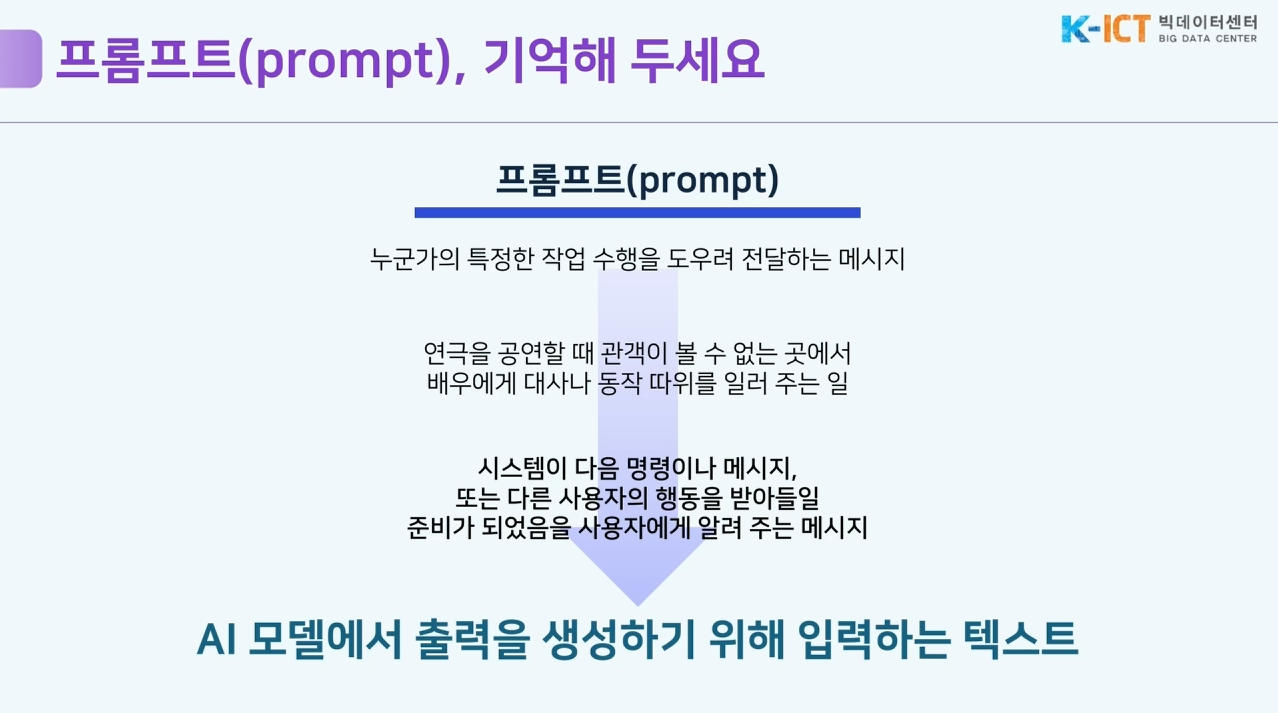 프롬프트(prompt), 기억해 두세요
K-ICT 빅데이터센터
BIG DATA CENTER
프롬프트(prompt)
누군가의 특정한 작업 수행을 도우려 전달하는 메시지
연극을 공연할 때 관객이 볼 수 없는 곳에서
배우에게 대사나 동작 따위를 일러 주는 일
시스템이 다음 명령이나 메시지,
또는 다른 사용자의 행동을 받아들일
준비가 되었음을 사용자에게 알려 주는 메시지
AI 모델에서 출력을 생성하기 위해 입력하는 텍스트